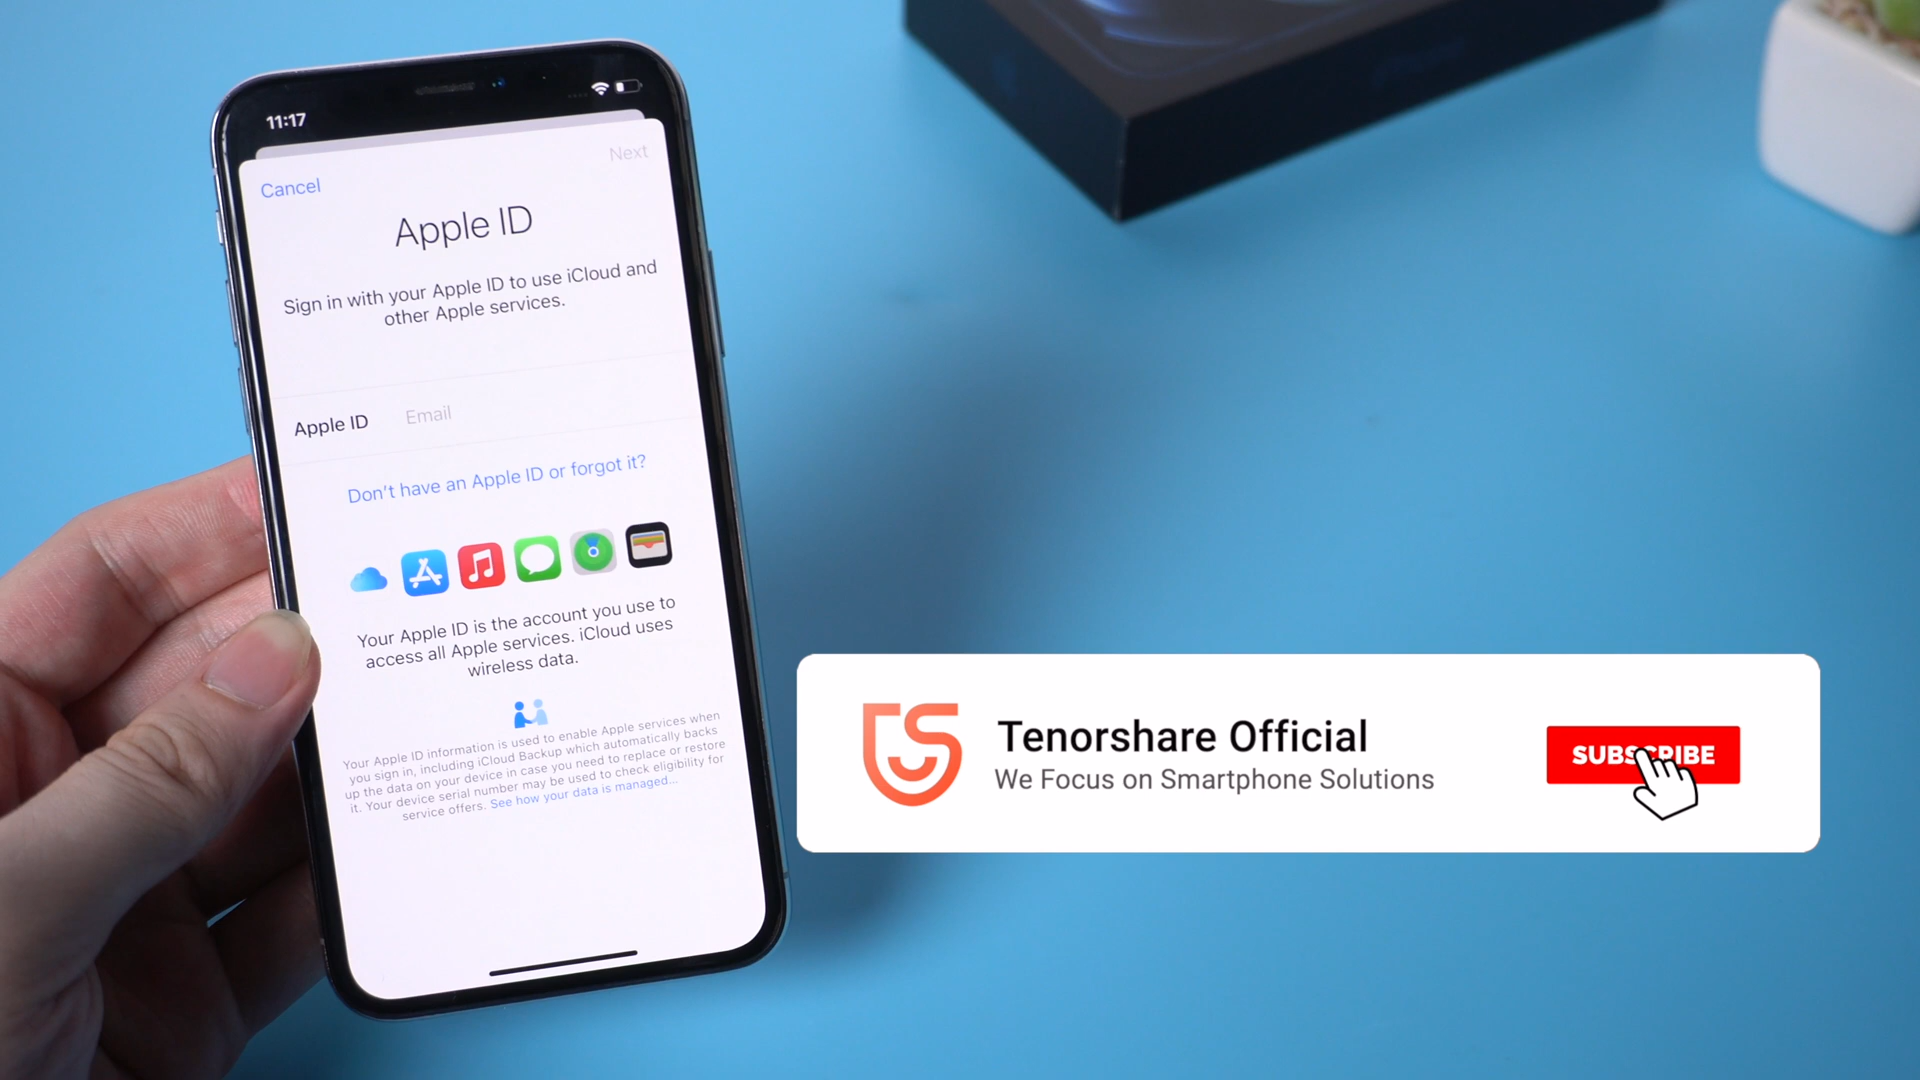 11:17
Cancel
Next
Apple ID
Sign in with your Apple ID to use iCloud and
other Apple services.
Apple ID Email
Don't have an Apple ID or forgot it?
Your Apple ID is the account you use to
access all Apple services. iCloud uses
wireless data.
Your Apple ID information is used to enable Apple services when
you sign in, including iCloud Backup which automatically backs
up the data on your device in case you need to replace or restore
it. Your device serial number may be used to check eligibility for
service offers. See how your data is managed...
Tenorshare Official
We Focus on Smartphone Solutions
SUBSCRIBE